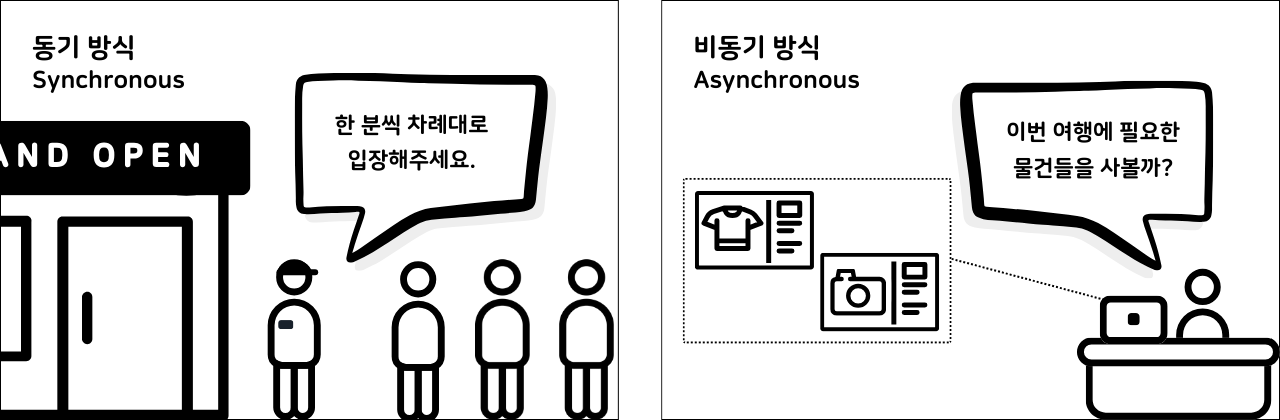 동기 방식
Synchronous
한 분씩 차례대로
입장해주세요.
AND OPEN
비동기 방식
Asynchronous
이번 여행에 필요한
물건들을 사볼까?